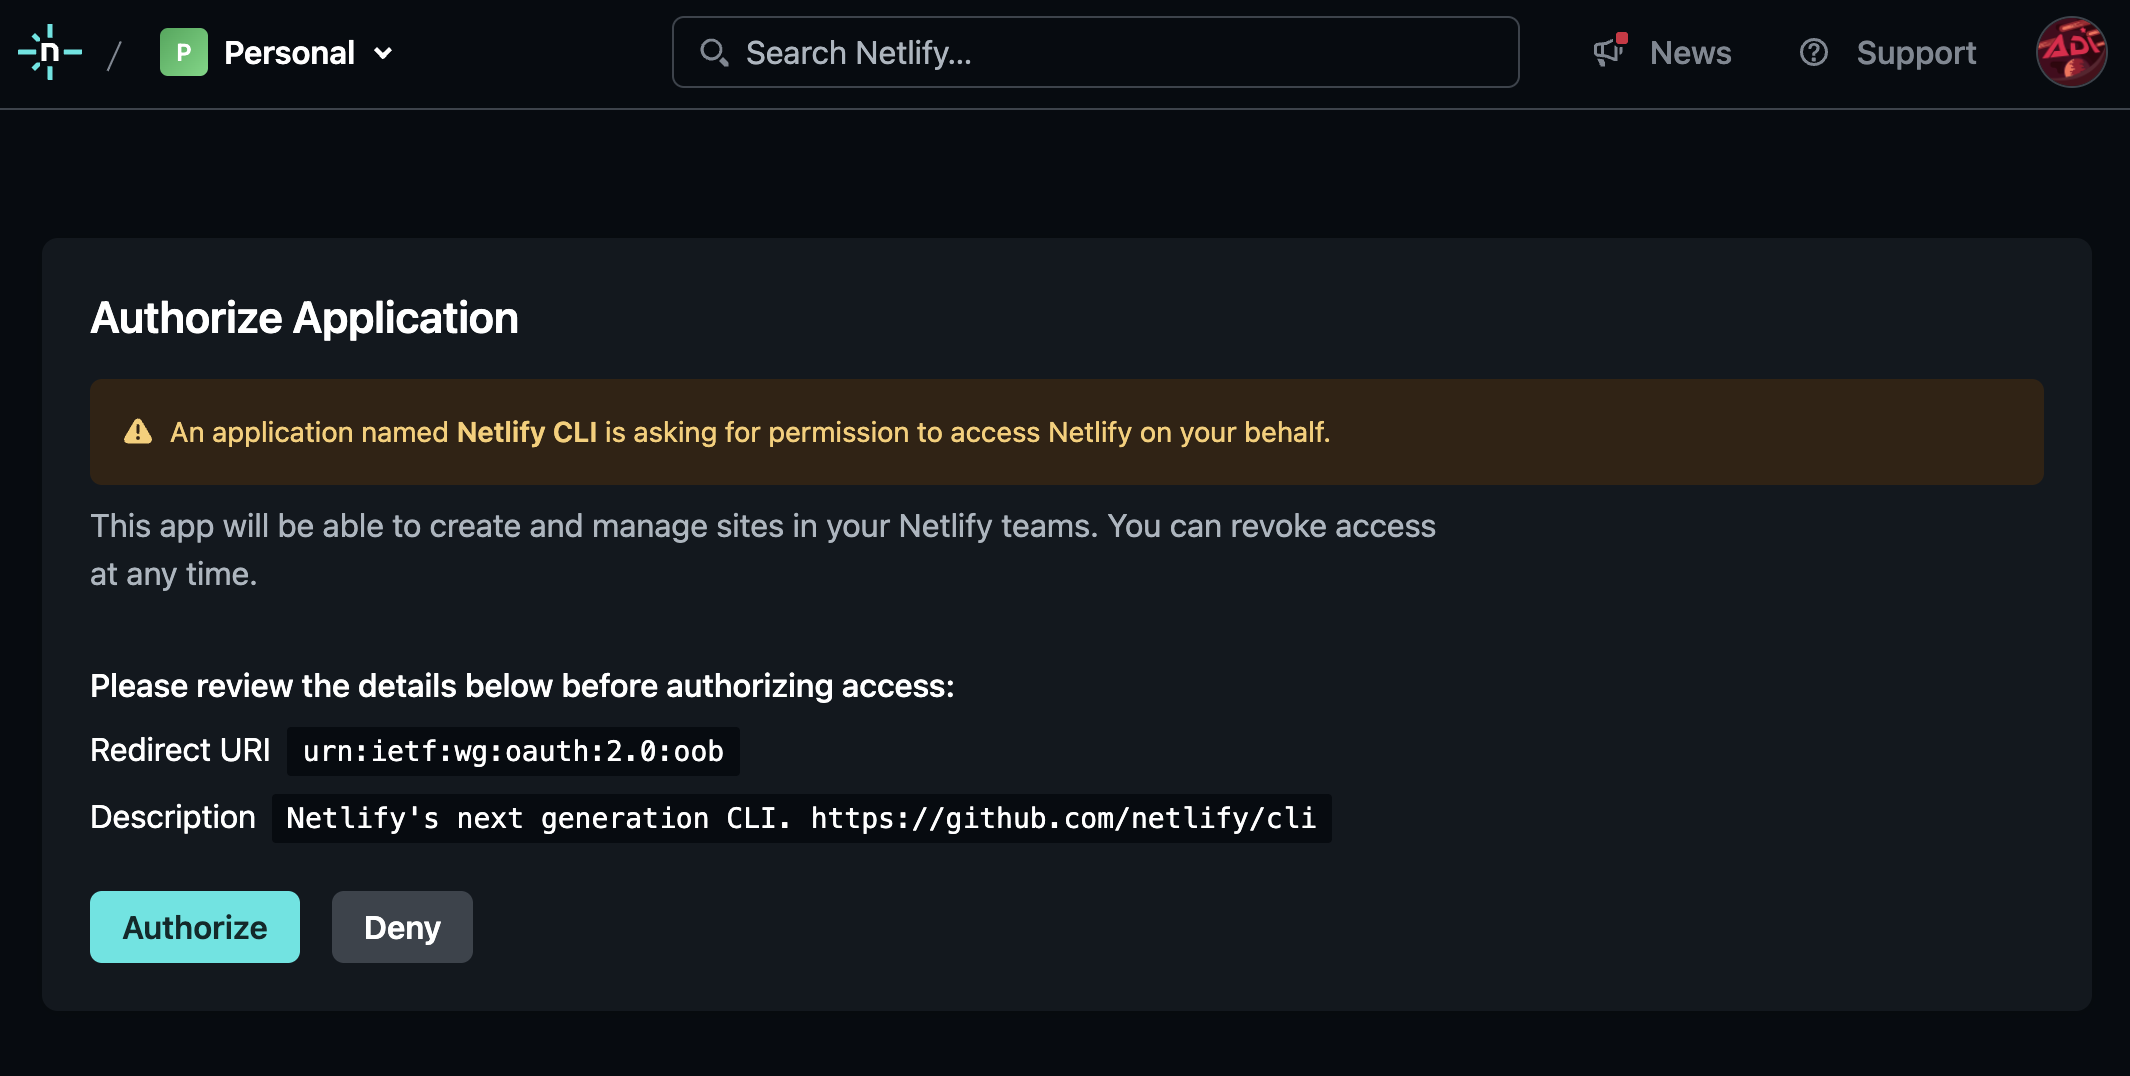 n / P Personal
Search Netlify...
News
Support
ADI
Authorize Application
An application named Netlify CLI is asking for permission to access Netlify on your behalf.
This app will be able to create and manage sites in your Netlify teams. You can revoke access
at any time.
Please review the details below before authorizing access:
Redirect URI urn:ietf:wg:oauth:2.0:oob
Description Netlify's next generation CLI. https://github.com/netlify/cli
Authorize
Deny